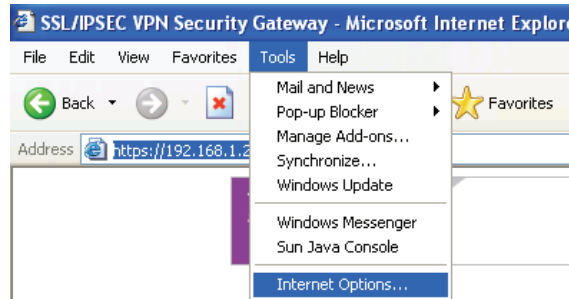 SSL/IPSEC VPN Security Gateway - Microsoft Internet Explor
File Edit View Favorites Tools Help
Mail and News
Back Pop-up Blocker Favorites
Manage Add-ons...
Address https://192.168.1.2
Synchronize...
Windows Update
Windows Messenger
Sun Java Console
Internet Options...